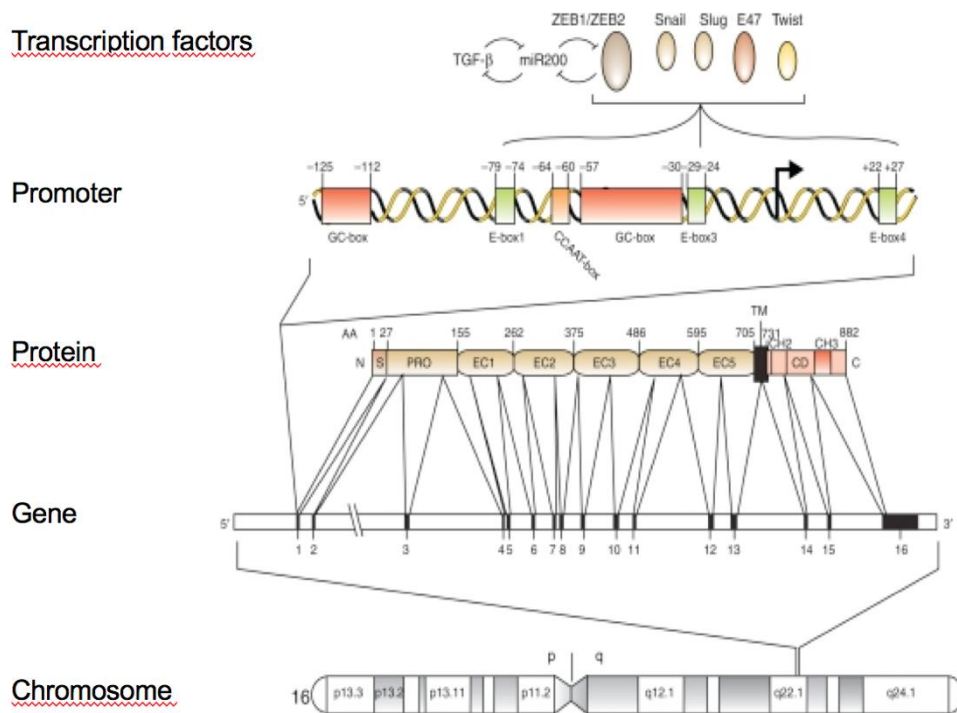 Transcription factors
ZEB1/ZEB2 Snail Slug E47 Twist
TGF-β miR200
Promoter
−125 −112 −79 −74 −64 −60 −57 −30 −29 −24 +22 +27
5′
GC-box E-box1 CCAAT-box GC-box E-box3 E-box4
Protein
TM
AA 1 27 155 262 375 486 595 705 731 882
CH2 CH3
N S PRO EC1 EC2 EC3 EC4 EC5 CD C
Gene
5′ 3′
1 2 3 4 5 6 7 8 9 10 11 12 13 14 15 16
p q
Chromosome
16 p13.3 p13.2 p13.11 p11.2 q12.1 q22.1 q24.1